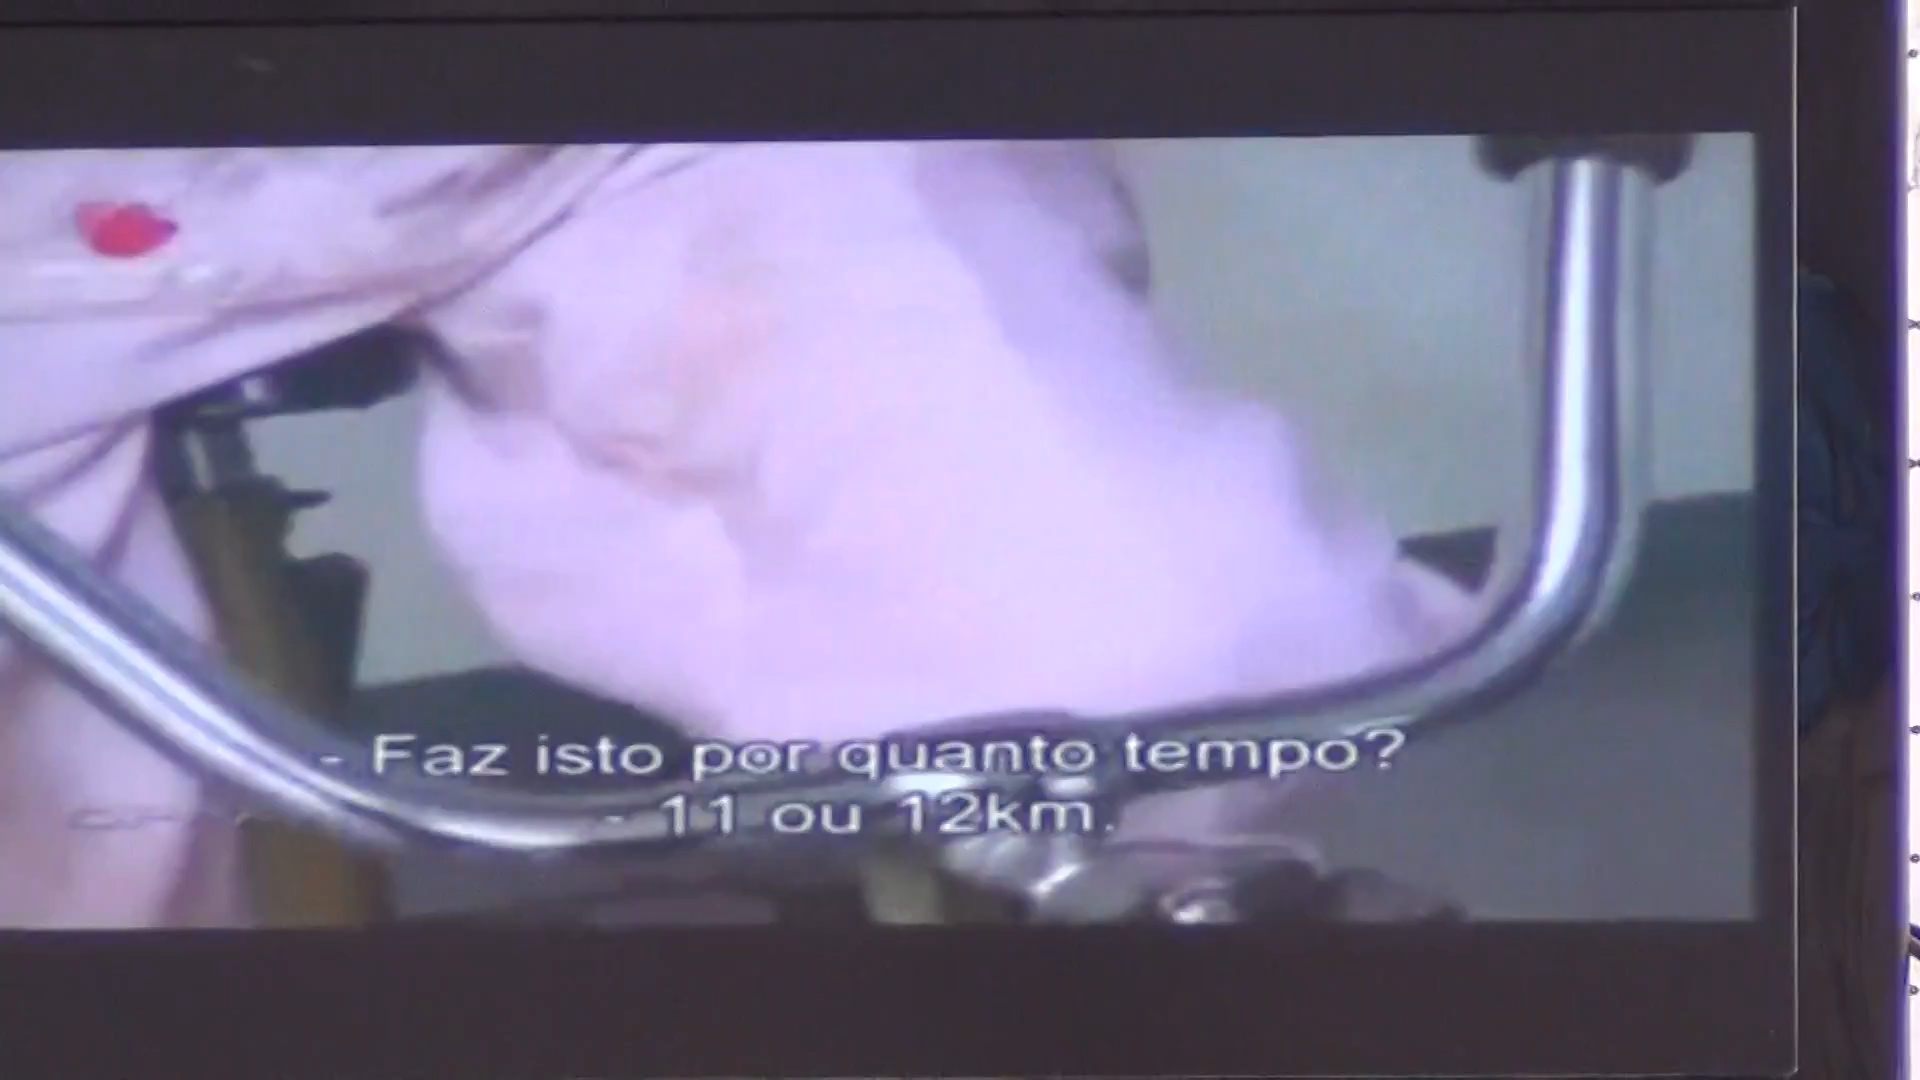 - Faz isto por quanto tempo?
- 11 ou 12km.